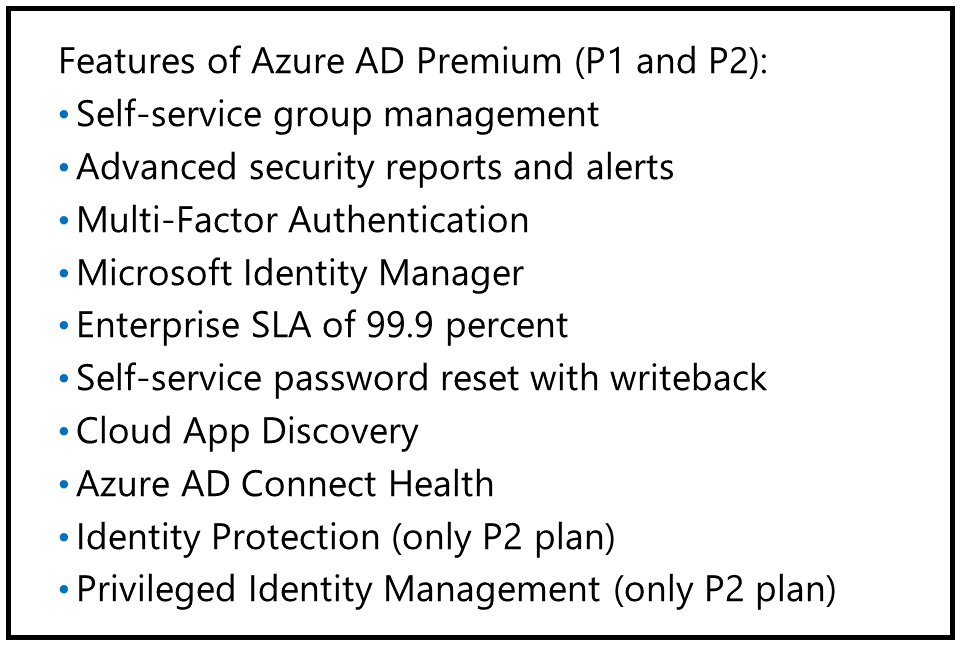 Features of Azure AD Premium (P1 and P2):
• Self-service group management
• Advanced security reports and alerts
• Multi-Factor Authentication
• Microsoft Identity Manager
• Enterprise SLA of 99.9 percent
• Self-service password reset with writeback
• Cloud App Discovery
• Azure AD Connect Health
• Identity Protection (only P2 plan)
• Privileged Identity Management (only P2 plan)